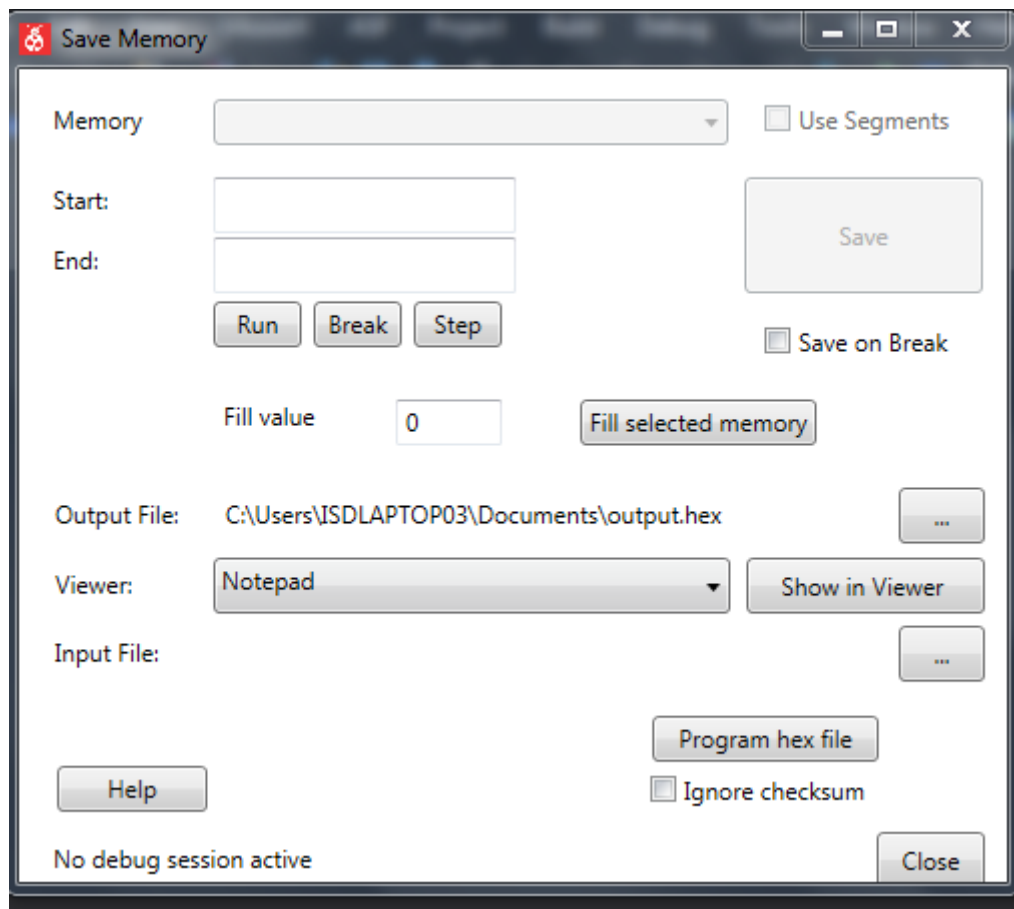 Save Memory
Memory
Use Segments
Start:
Save
End:
Run Break Step
Save on Break
Fill value 0 Fill selected memory
Output File: C:\Users\ISDLAPTOP03\Documents\output.hex ...
Viewer: Notepad Show in Viewer
Input File: ...
Program hex file
Help
Ignore checksum
No debug session active
Close